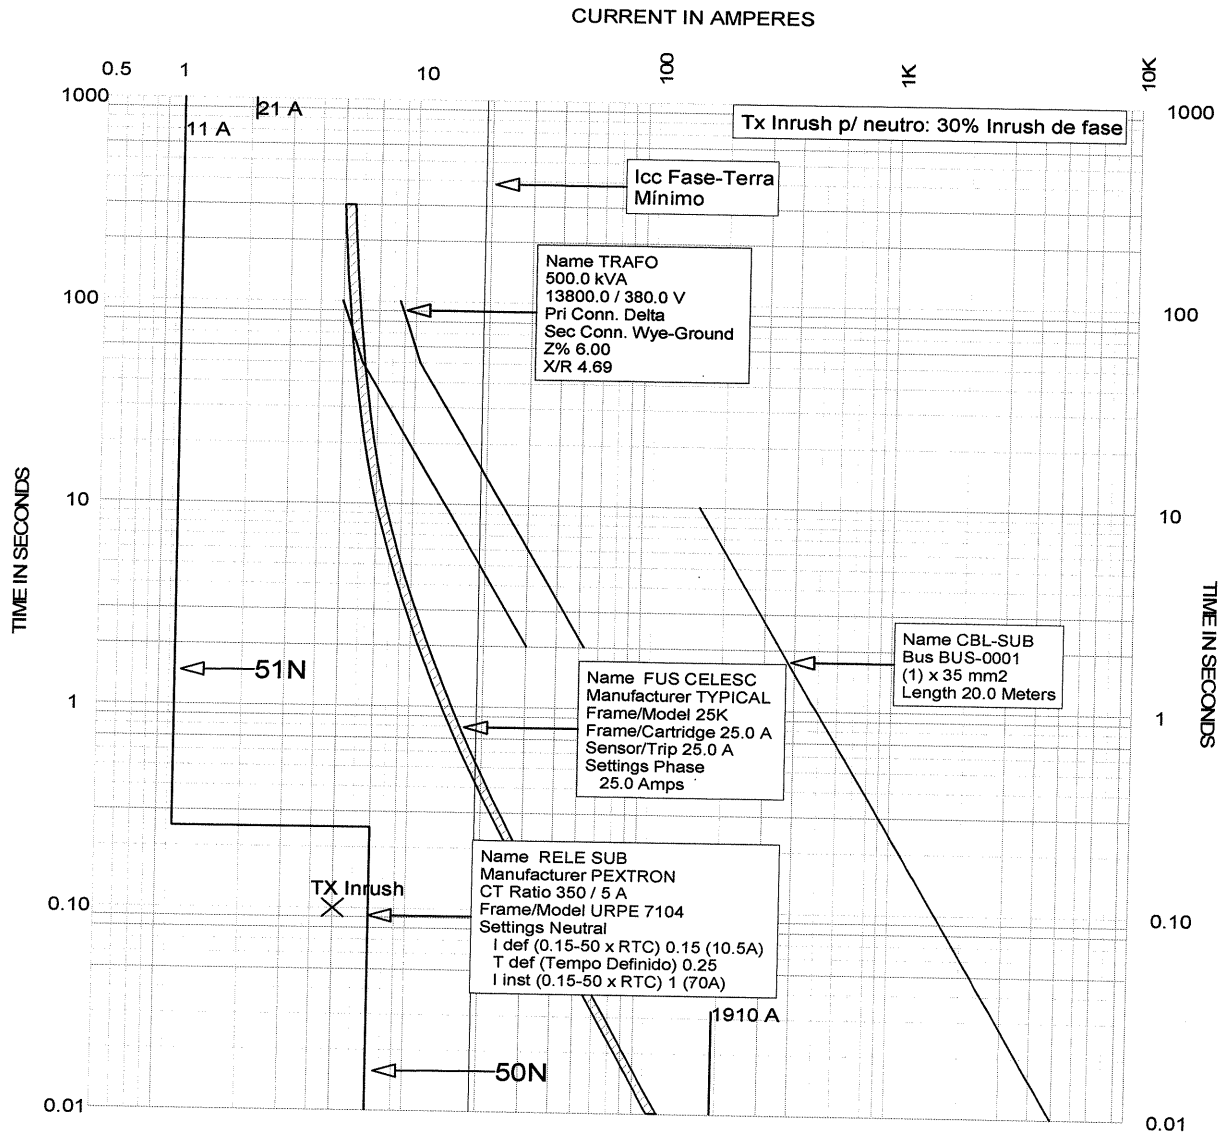 CURRENT IN AMPERES
0.5 1 10 100 1K 10K
1000 1000
21 A
11 A
Tx Inrush p/ neutro: 30% Inrush de fase
Icc Fase-Terra
Mínimo
Name TRAFO
500.0 kVA
13800.0 / 380.0 V
Pri Conn. Delta
Sec Conn. Wye-Ground
Z% 6.00
X/R 4.69
100 100
10 10
TIME IN SECONDS
TIME IN SECONDS
51N
Name CBL-SUB
Bus BUS-0001
(1) x 35 mm2
Length 20.0 Meters
Name FUS CELESC
Manufacturer TYPICAL
Frame/Model 25K
Frame/Cartridge 25.0 A
Sensor/Trip 25.0 A
Settings Phase
25.0 Amps
1 1
Name RELE SUB
Manufacturer PEXTRON
CT Ratio 350 / 5 A
Frame/Model URPE 7104
Settings Neutral
I def (0.15-50 x RTC) 0.15 (10.5A)
T def (Tempo Definido) 0.25
I inst (0.15-50 x RTC) 1 (70A)
TX Inrush
0.10 0.10
1910 A
50N
0.01 0.01